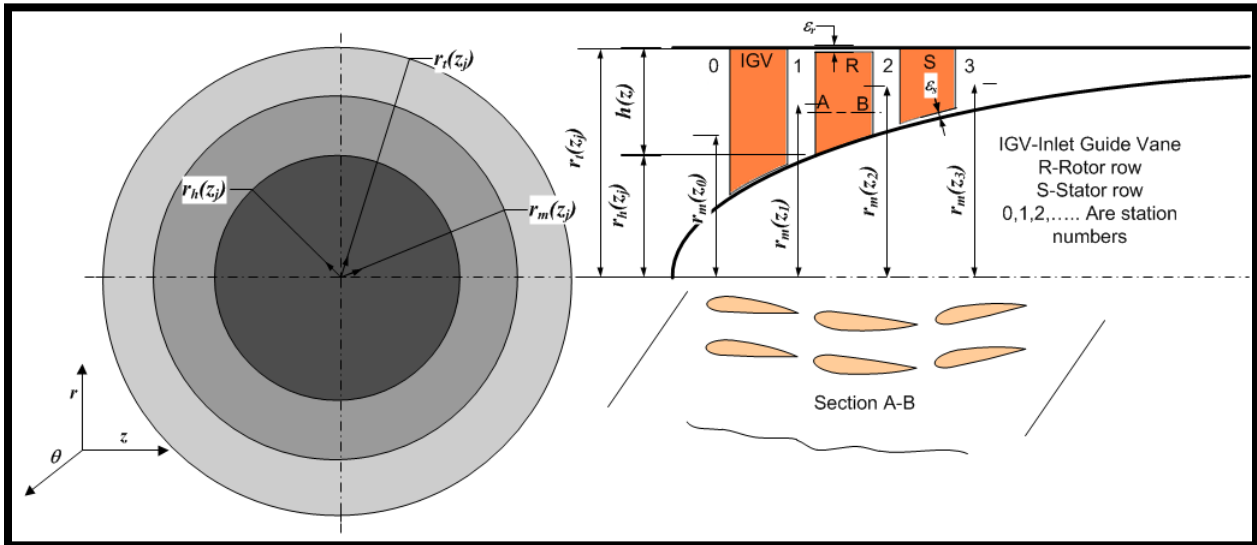 r_t(z_j)
r_h(z_j)
r_m(z_j)
r
z
θ
ε_r
0
IGV
1
R
2
S
3
A
B
ε_s
h(z)
r_t(z_j)
r_h(z_j)
r_m(z_0)
r_m(z_1)
r_m(z_2)
r_m(z_3)
IGV-Inlet Guide Vane
R-Rotor row
S-Stator row
0,1,2,..... Are station
numbers
Section A-B